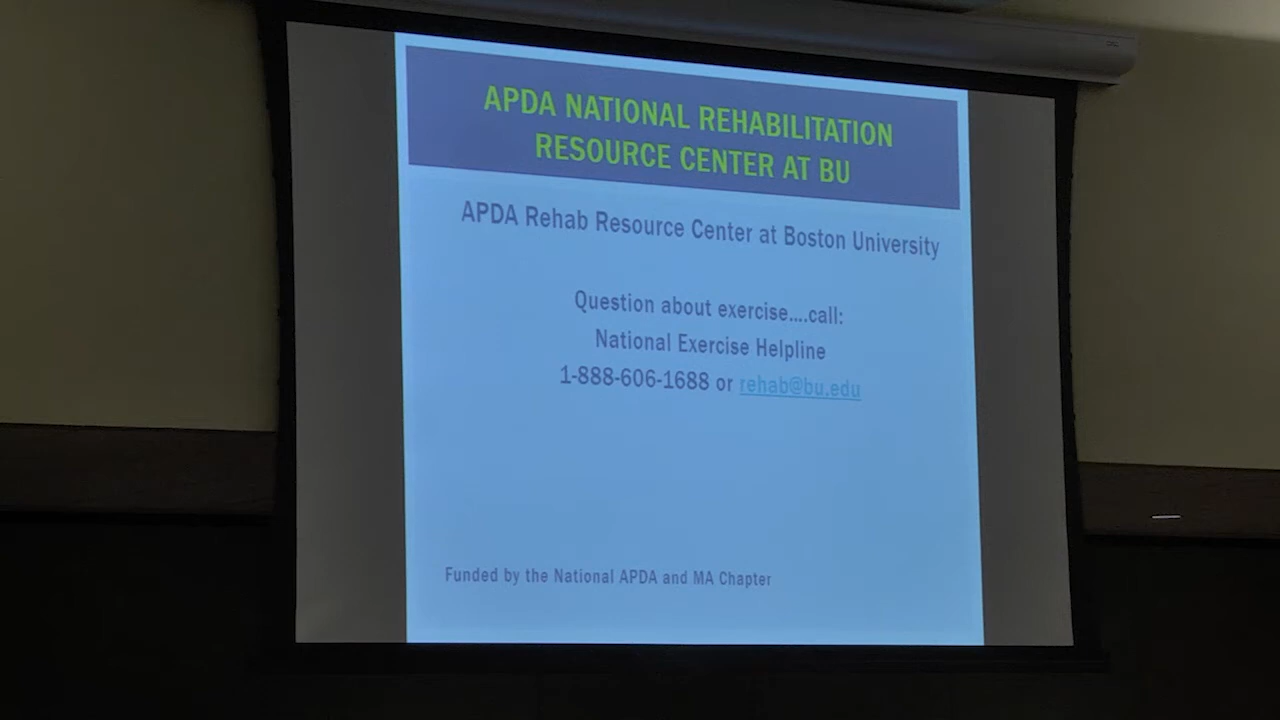 APDA NATIONAL REHABILITATION
RESOURCE CENTER AT BU
APDA Rehab Resource Center at Boston University
Question about exercise....call:
National Exercise Helpline
1-888-606-1688 or rehab@bu.edu
Funded by the National APDA and MA Chapter